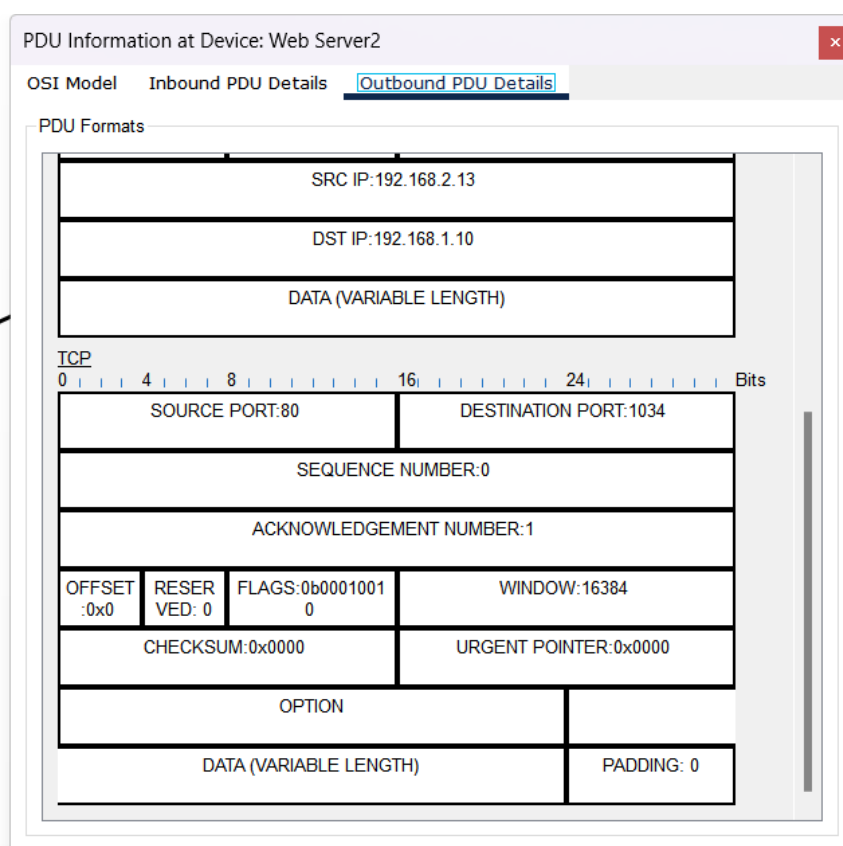 PDU Information at Device: Web Server2
×
OSI Model Inbound PDU Details Outbound PDU Details
PDU Formats
SRC IP:192.168.2.13
DST IP:192.168.1.10
DATA (VARIABLE LENGTH)
TCP
0 4 8 16 24 Bits
SOURCE PORT:80 DESTINATION PORT:1034
SEQUENCE NUMBER:0
ACKNOWLEDGEMENT NUMBER:1
OFFSET RESER FLAGS:0b0001001 WINDOW:16384
:0x0 VED: 0 0
CHECKSUM:0x0000 URGENT POINTER:0x0000
OPTION
DATA (VARIABLE LENGTH) PADDING: 0